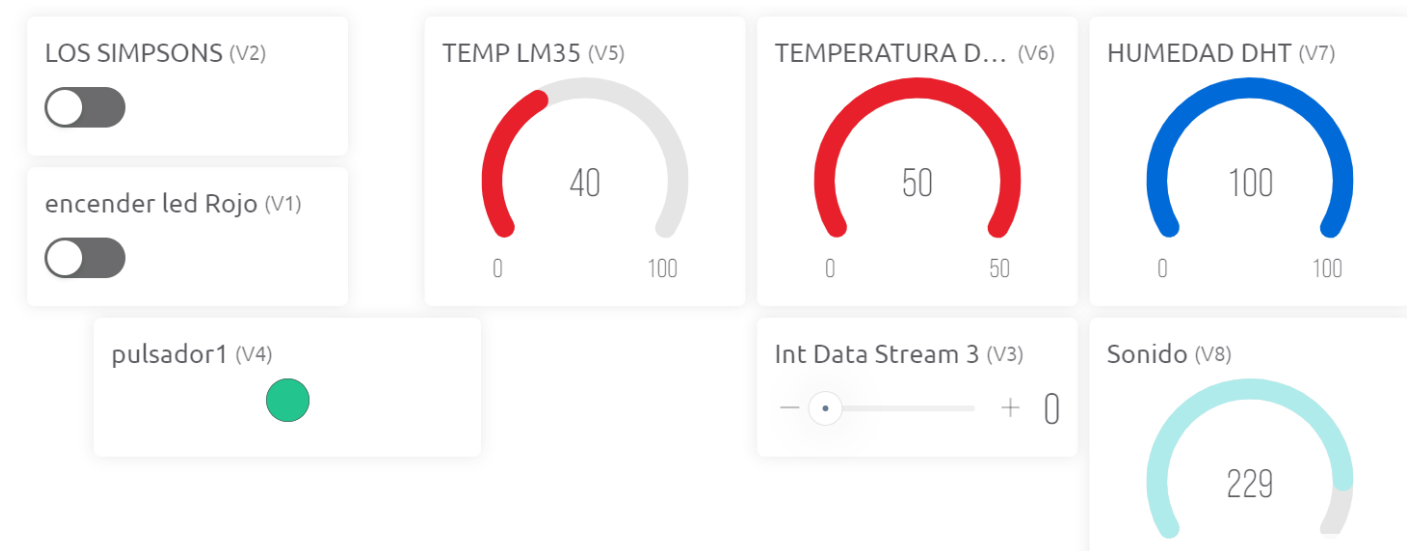 LOS SIMPSONS (V2)
TEMP LM35 (V5)
40
0 100
TEMPERATURA D... (V6)
50
0 50
HUMEDAD DHT (V7)
100
0 100
encender led Rojo (V1)
pulsador1 (V4)
Int Data Stream 3 (V3)
− + 0
Sonido (V8)
229